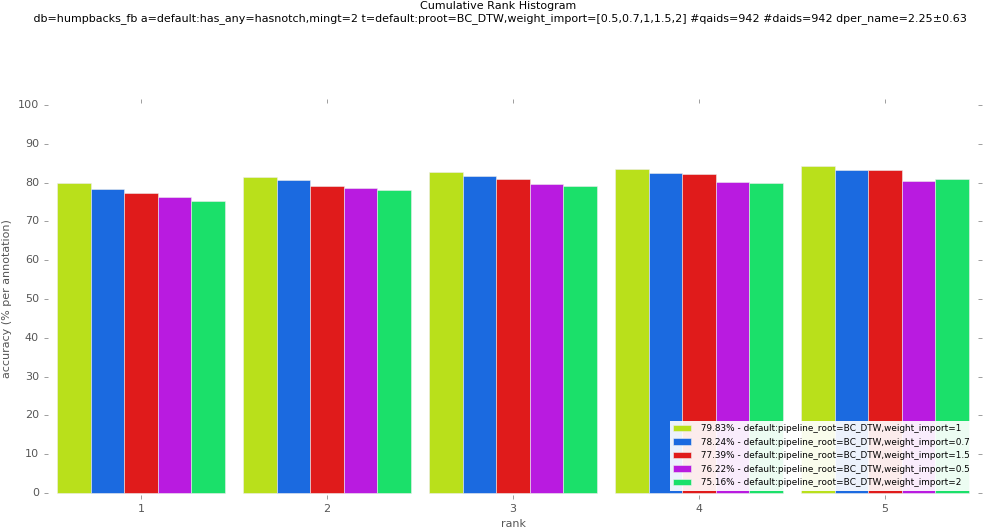 Cumulative Rank Histogram
db=humpbacks_fb a=default:has_any=hasnotch,mingt=2 t=default:proot=BC_DTW,weight_import=[0.5,0.7,1,1.5,2] #qaids=942 #daids=942 dper_name=2.25±0.63
100
90
80
70
60
50
40
30
20
10
0
accuracy (% per annotation)
79.83% - default:pipeline_root=BC_DTW,weight_import=1
78.24% - default:pipeline_root=BC_DTW,weight_import=0.7
77.39% - default:pipeline_root=BC_DTW,weight_import=1.5
76.22% - default:pipeline_root=BC_DTW,weight_import=0.5
75.16% - default:pipeline_root=BC_DTW,weight_import=2
1 2 3 4 5
rank